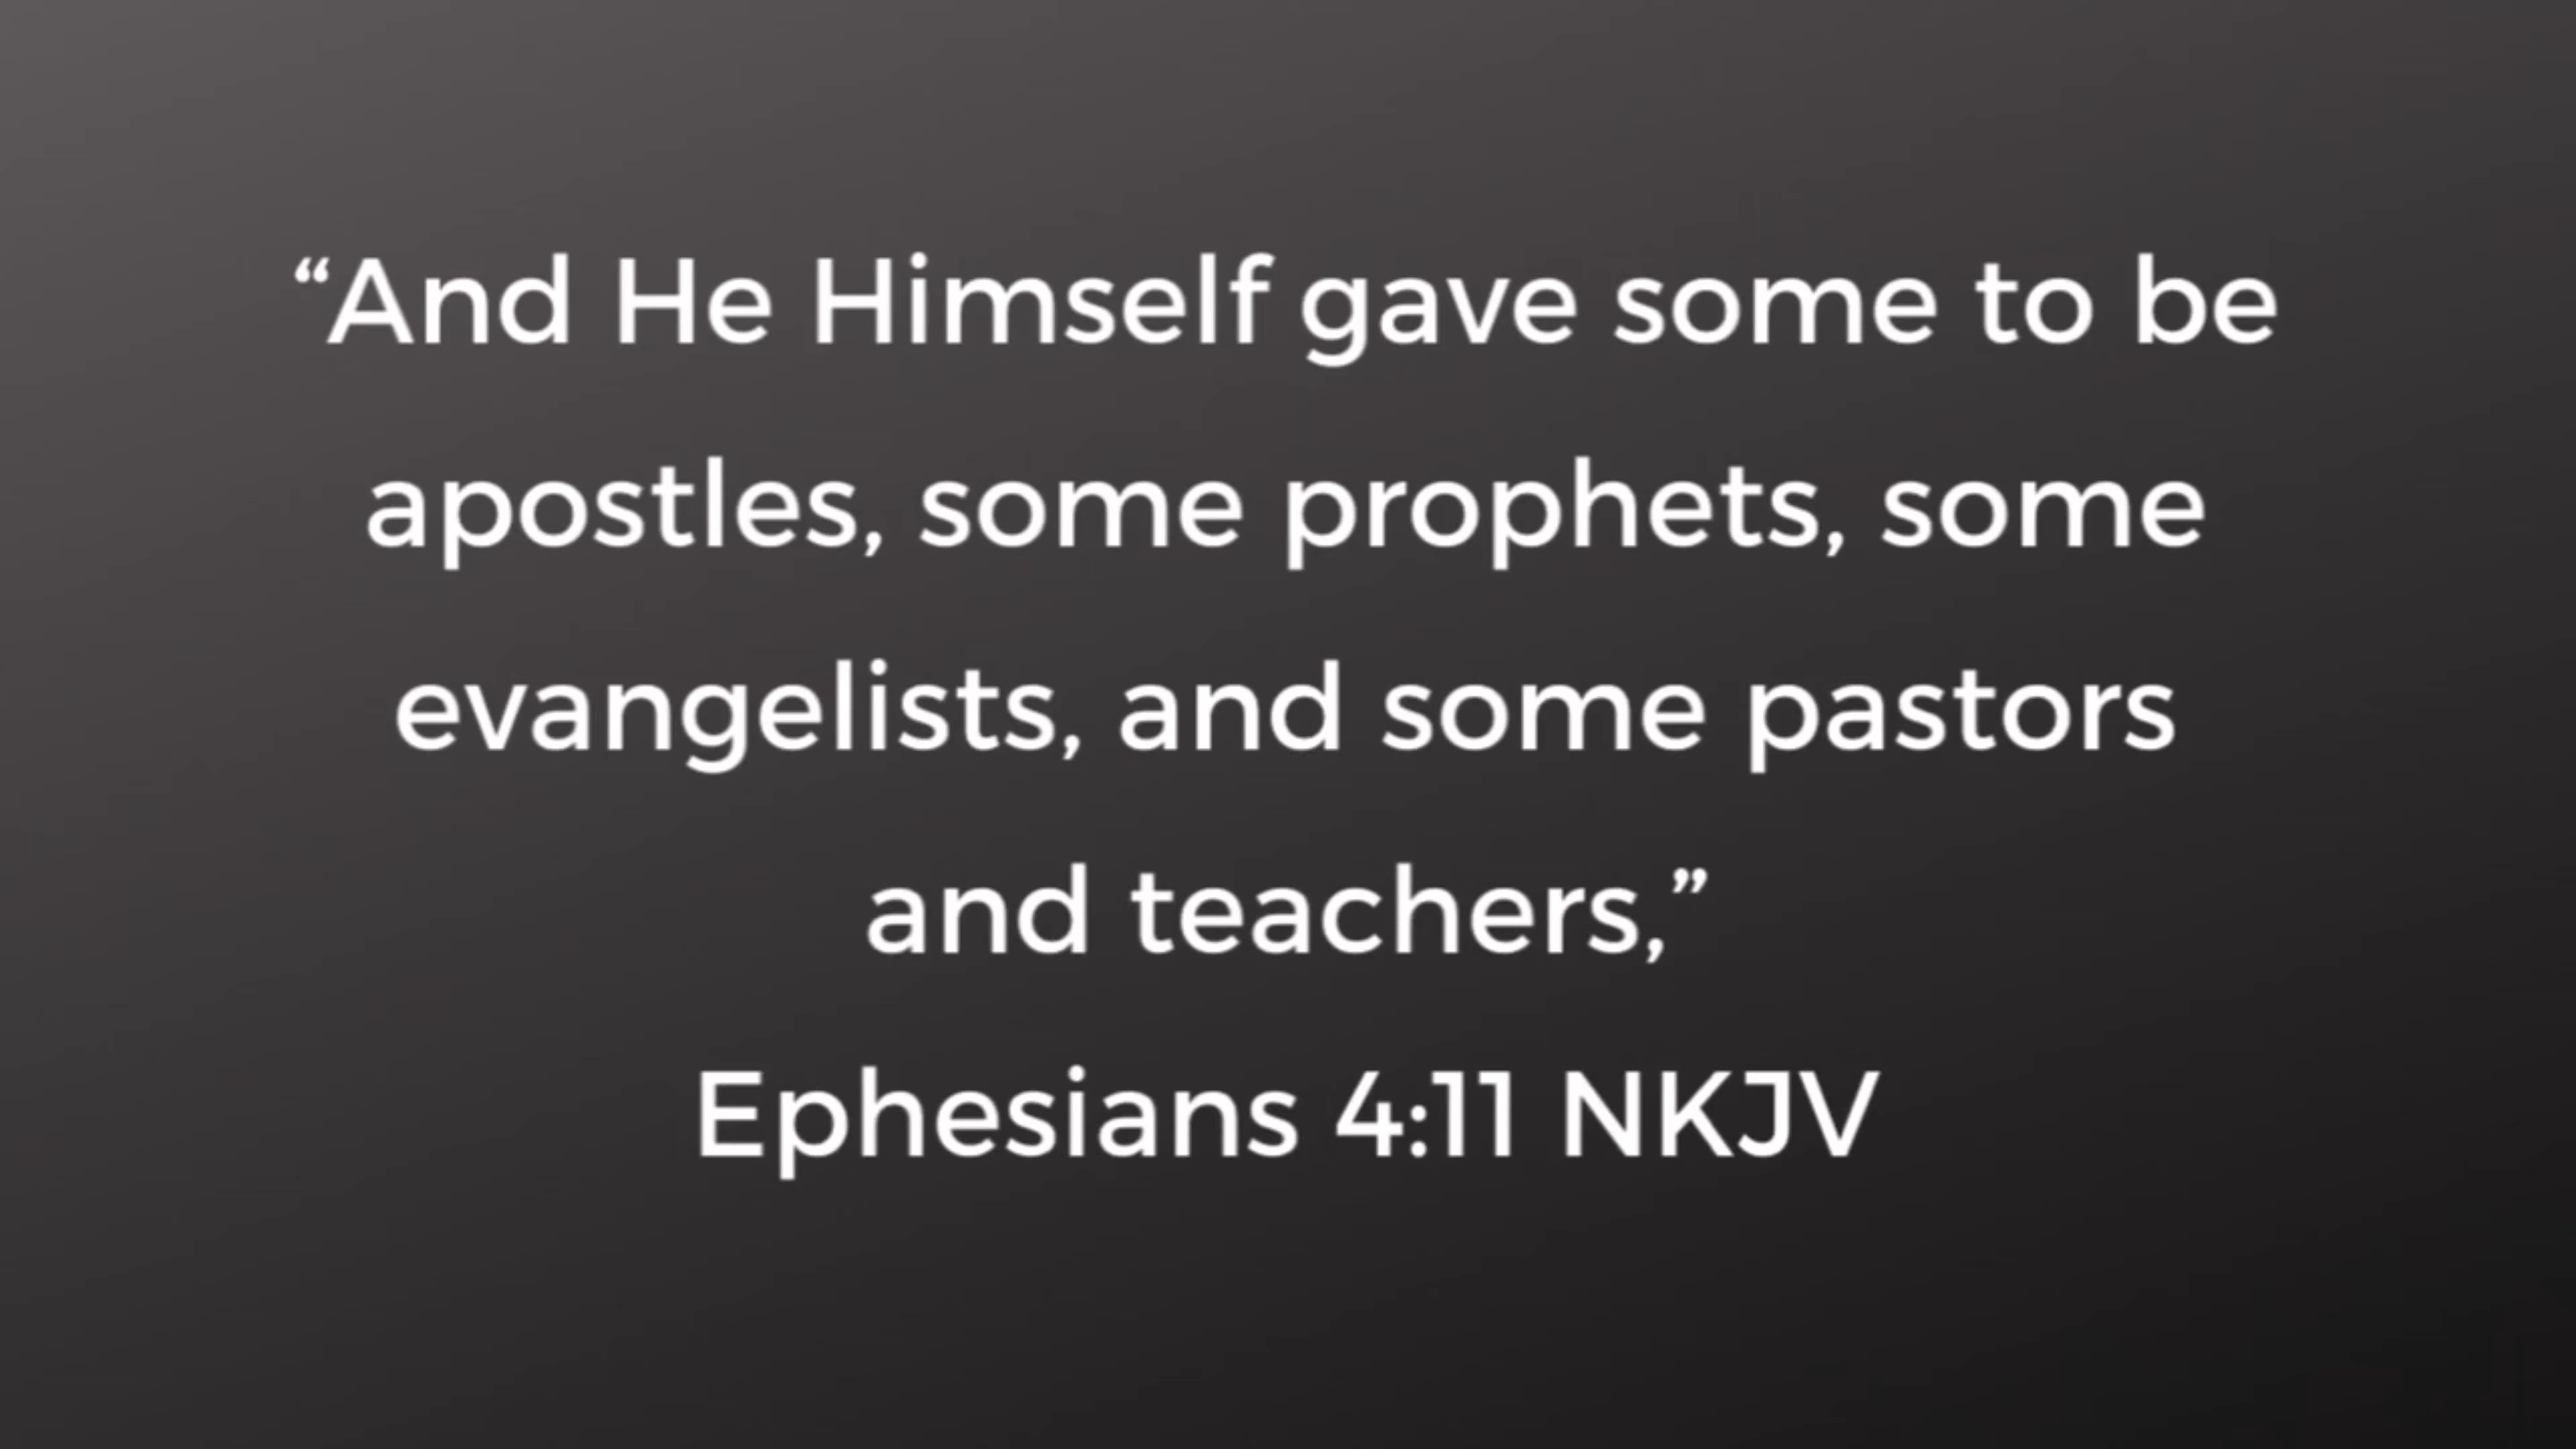 “And He Himself gave some to be
apostles, some prophets, some
evangelists, and some pastors
and teachers,”
Ephesians 4:11 NKJV